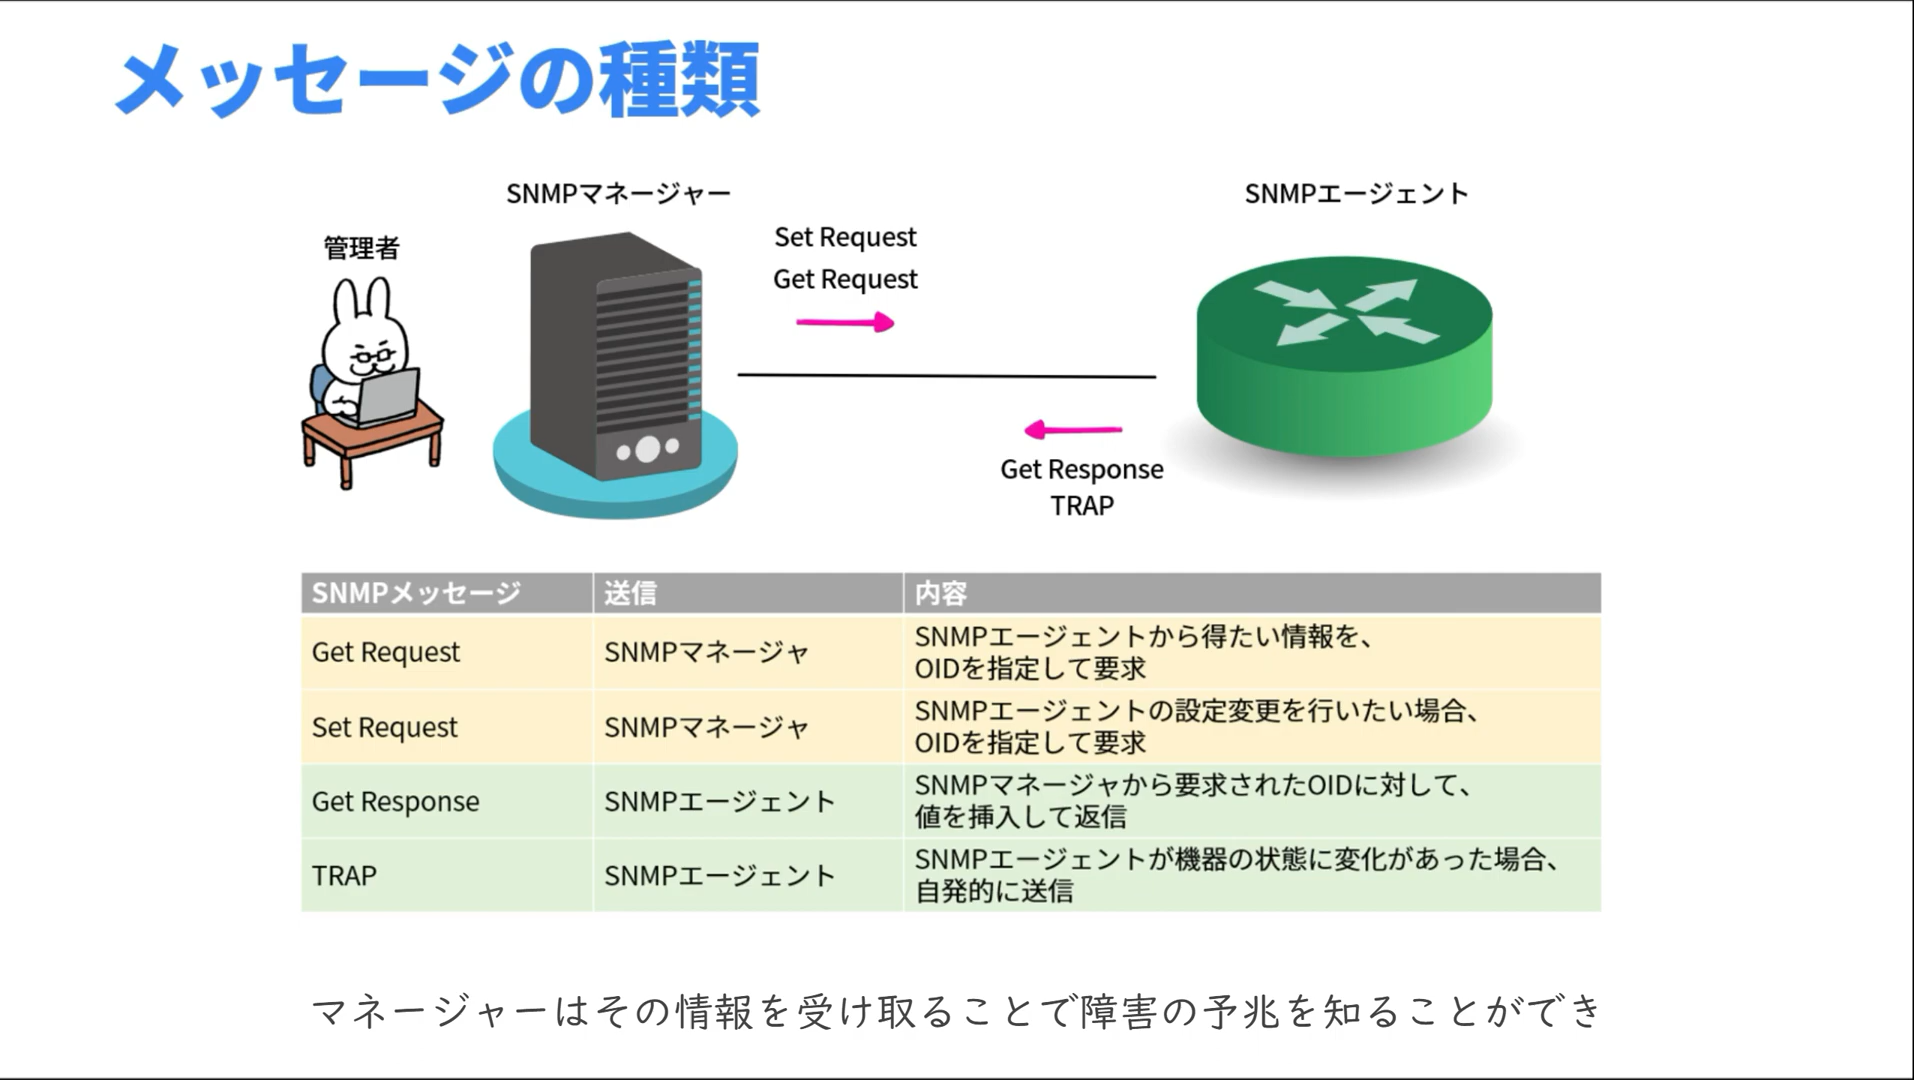 メッセージの種類
SNMPマネージャー
SNMPエージェント
管理者
Set Request
Get Request
Get Response
TRAP
SNMPメッセージ 送信 内容
Get Request SNMPマネージャ SNMPエージェントから得たい情報を、
OIDを指定して要求
Set Request SNMPマネージャ SNMPエージェントの設定変更を行いたい場合、
OIDを指定して要求
Get Response SNMPエージェント SNMPマネージャから要求されたOIDに対して、
値を挿入して返信
TRAP SNMPエージェント SNMPエージェントが機器の状態に変化があった場合、
自発的に送信
マネージャーはその情報を受け取ることで障害の予兆を知ることができ